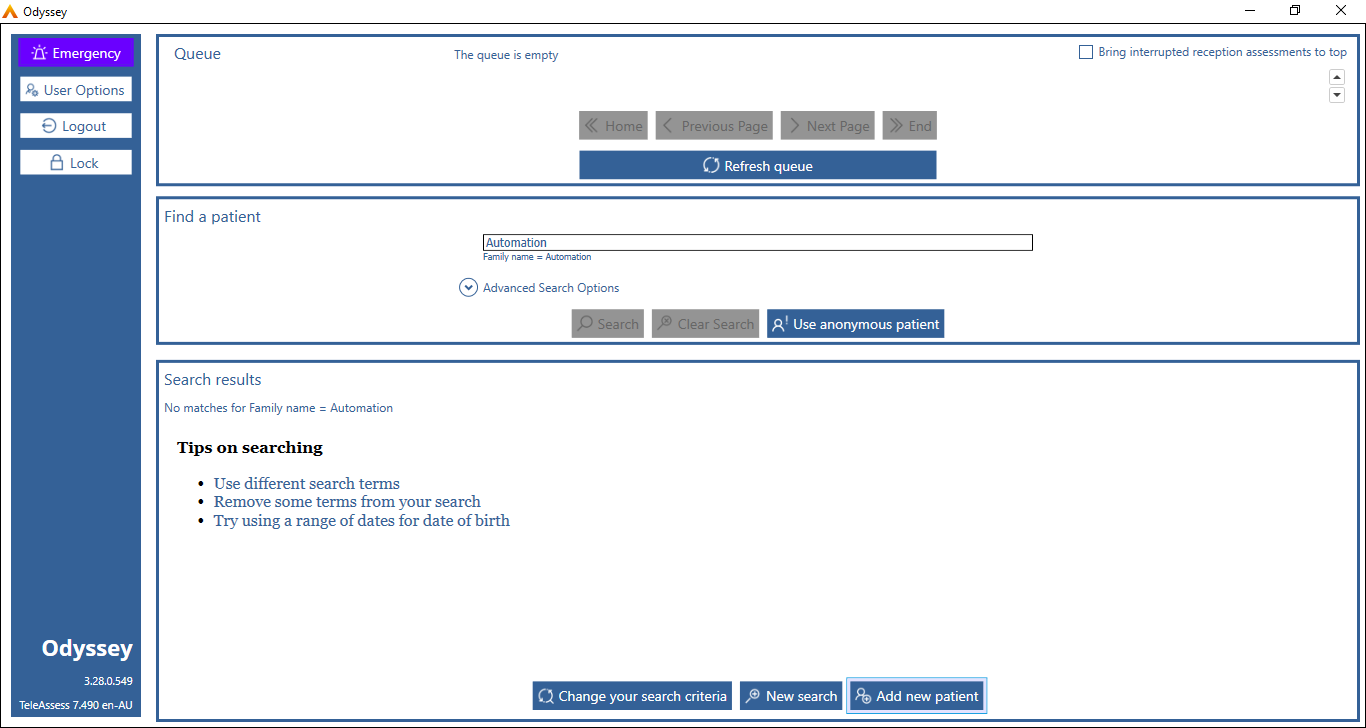 Odyssey
Emergency
User Options
Logout
Lock
Queue
The queue is empty
Bring interrupted reception assessments to top
Home
Previous Page
Next Page
End
Refresh queue
Find a patient
Automation
Family name = Automation
Advanced Search Options
Search
Clear Search
Use anonymous patient
Search results
No matches for Family name = Automation
Tips on searching
• Use different search terms
• Remove some terms from your search
• Try using a range of dates for date of birth
Change your search criteria
New search
Add new patient
Odyssey
3.28.0.549
TeleAssess 7.490 en-AU